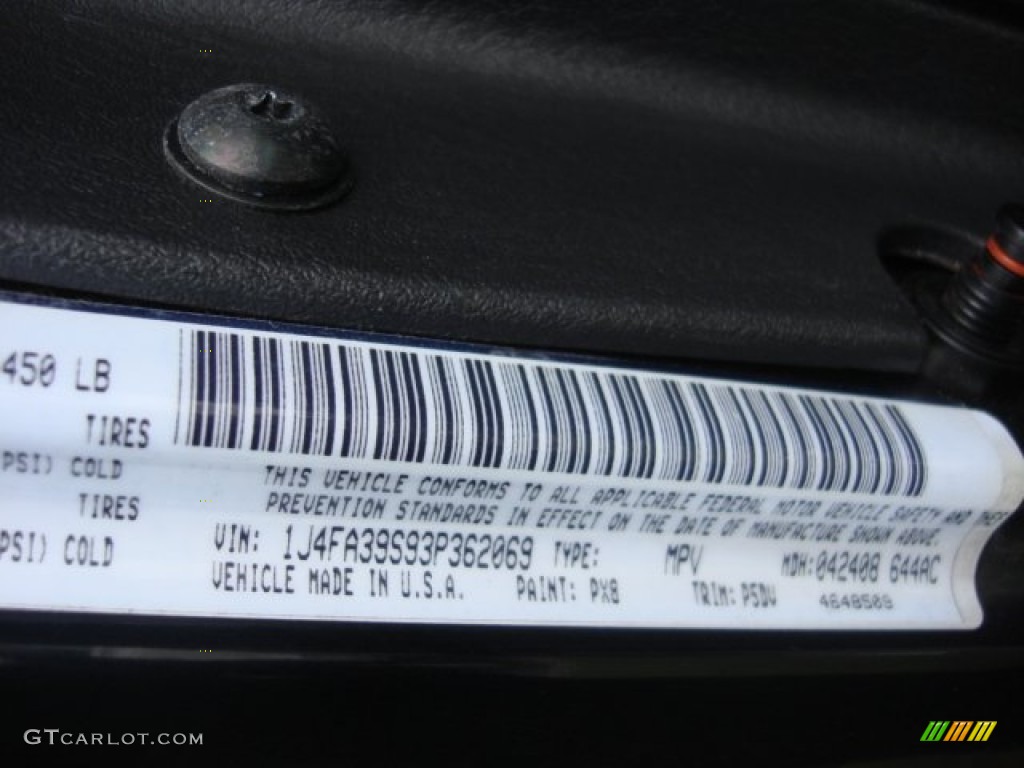 450 LB
TIRES
PSI) COLD
TIRES
PSI) COLD
THIS VEHICLE CONFORMS TO ALL APPLICABLE FEDERAL MOTOR VEHICLE SAFETY AND THEFT
PREVENTION STANDARDS IN EFFECT ON THE DATE OF MANUFACTURE SHOWN ABOVE.
VIN: 1J4FA39S93P362069 TYPE: MPV MDH: 042408 644AC
VEHICLE MADE IN U.S.A. PAINT: PX8 TRIM: P5DV 4648509
GTCARLOT.COM